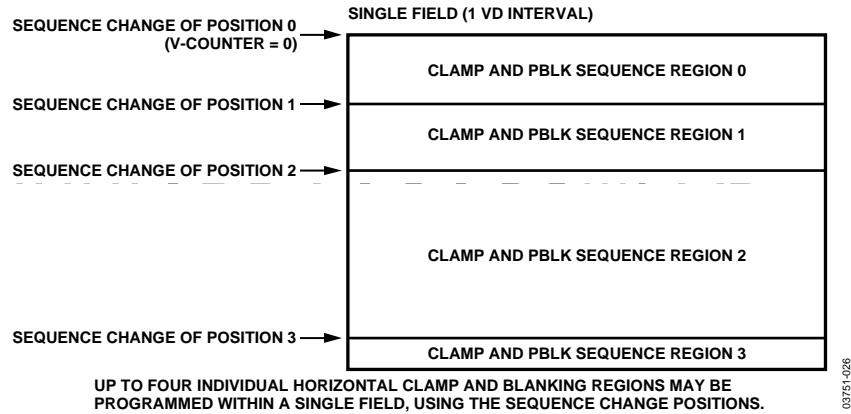 SINGLE FIELD (1 VD INTERVAL)
SEQUENCE CHANGE OF POSITION 0
(V-COUNTER = 0)
CLAMP AND PBLK SEQUENCE REGION 0
SEQUENCE CHANGE OF POSITION 1
CLAMP AND PBLK SEQUENCE REGION 1
SEQUENCE CHANGE OF POSITION 2
CLAMP AND PBLK SEQUENCE REGION 2
SEQUENCE CHANGE OF POSITION 3
CLAMP AND PBLK SEQUENCE REGION 3
UP TO FOUR INDIVIDUAL HORIZONTAL CLAMP AND BLANKING REGIONS MAY BE
PROGRAMMED WITHIN A SINGLE FIELD, USING THE SEQUENCE CHANGE POSITIONS.
03751-026